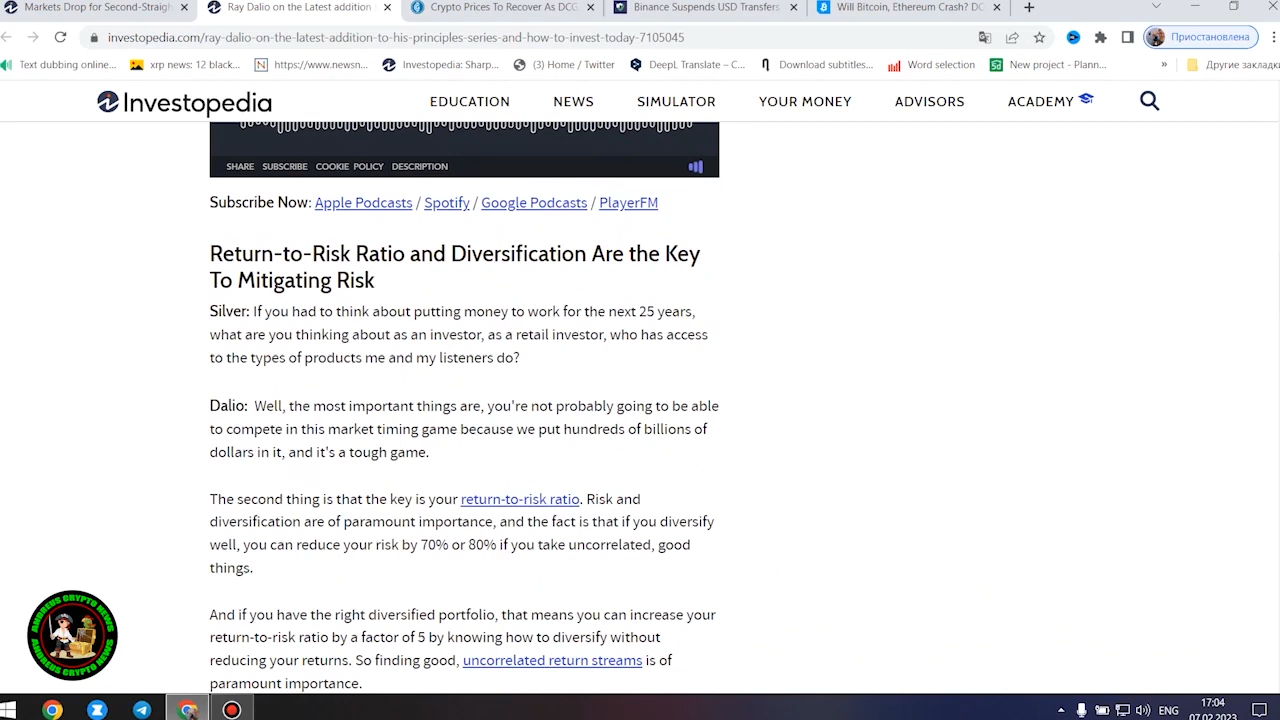 Markets Drop for Second-Straigh
Ray Dalio on the Latest addition
Crypto Prices To Recover As DCG
Binance Suspends USD Transfers
Will Bitcoin, Ethereum Crash? DC
investopedia.com/ray-dalio-on-the-latest-addition-to-his-principles-series-and-how-to-invest-today-7105045
Приостановлена
Text dubbing online...
xrp news: 12 black...
https://www.newsn...
Investopedia: Sharp...
(3) Home / Twitter
DeepL Translate – C...
Download subtitles...
Word selection
New project - Plann...
»
Другие закладки
Investopedia
EDUCATION
NEWS
SIMULATOR
YOUR MONEY
ADVISORS
ACADEMY
SHARE SUBSCRIBE COOKIE POLICY DESCRIPTION
Subscribe Now: Apple Podcasts / Spotify / Google Podcasts / PlayerFM
Return-to-Risk Ratio and Diversification Are the Key
To Mitigating Risk
Silver: If you had to think about putting money to work for the next 25 years,
what are you thinking about as an investor, as a retail investor, who has access
to the types of products me and my listeners do?
Dalio: Well, the most important things are, you're not probably going to be able
to compete in this market timing game because we put hundreds of billions of
dollars in it, and it's a tough game.
The second thing is that the key is your return-to-risk ratio. Risk and
diversification are of paramount importance, and the fact is that if you diversify
well, you can reduce your risk by 70% or 80% if you take uncorrelated, good
things.
And if you have the right diversified portfolio, that means you can increase your
return-to-risk ratio by a factor of 5 by knowing how to diversify without
reducing your returns. So finding good, uncorrelated return streams is of
paramount importance.
ANDREUS CRYPTO NEWS
ANDREUS CRYPTO NEWS
ENG
17:04
07.02.2023